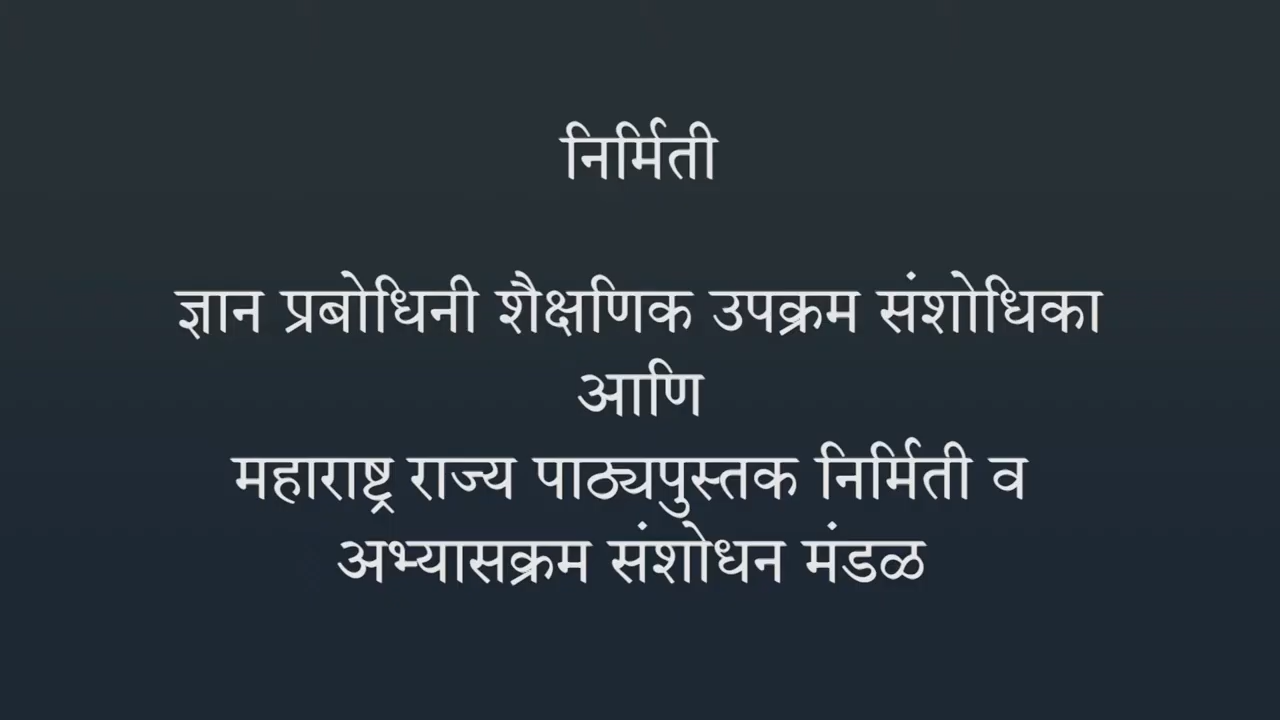 निर्मिती
ज्ञान प्रबोधिनी शैक्षणिक उपक्रम संशोधिका
आणि
महाराष्ट्र राज्य पाठ्यपुस्तक निर्मिती व
अभ्यासक्रम संशोधन मंडळ